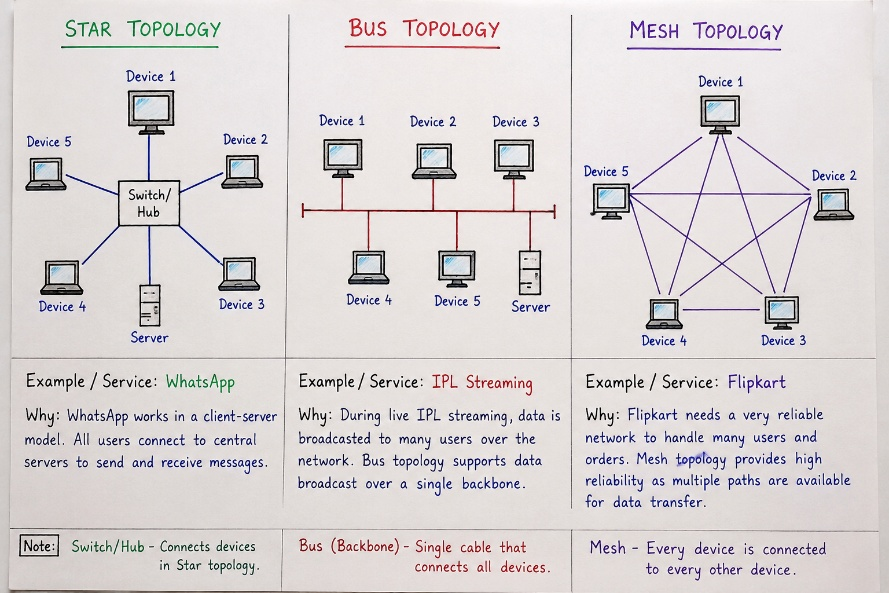 STAR TOPOLOGY
Device 1
Device 5
Device 2
Switch/
Hub
Device 4
Device 3
Server
Example / Service: WhatsApp
Why: WhatsApp works in a client-server
model. All users connect to central
servers to send and receive messages.
Note: Switch/Hub - Connects devices
in Star topology.
BUS TOPOLOGY
Device 1
Device 2
Device 3
Device 4
Device 5
Server
Example / Service: IPL Streaming
Why: During live IPL streaming, data is
broadcasted to many users over the
network. Bus topology supports data
broadcast over a single backbone.
Bus (Backbone) - Single cable that
connects all devices.
MESH TOPOLOGY
Device 1
Device 5
Device 2
Device 4
Device 3
Example / Service: Flipkart
Why: Flipkart needs a very reliable
network to handle many users and
orders. Mesh topology provides high
reliability as multiple paths are available
for data transfer.
Mesh - Every device is connected
to every other device.